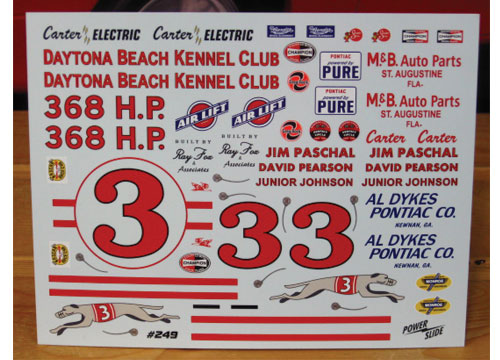 Carter ELECTRIC Carter ELECTRIC
DAYTONA BEACH KENNEL CLUB
DAYTONA BEACH KENNEL CLUB
368 H.P.
368 H.P.
AIR LIFT AIR LIFT
CHAMPION
PONTIAC
powered by
PURE
PONTIAC
powered by
PURE
M&B. Auto Parts
ST. AUGUSTINE
FLA-
M&B. Auto Parts
ST. AUGUSTINE
FLA-
Carter Carter
BUILT BY
Ray Fox
& Associates
BUILT BY
Ray Fox
& Associates
JIM PASCHAL JIM PASCHAL
DAVID PEARSON DAVID PEARSON
JUNIOR JOHNSON JUNIOR JOHNSON
3
3 3
CHAMPION
AL DYKES
PONTIAC CO.
NEWNAN, GA.
AL DYKES
PONTIAC CO.
NEWNAN, GA.
MONROE
MONROE
3
3
#249
POWER
SLIDE